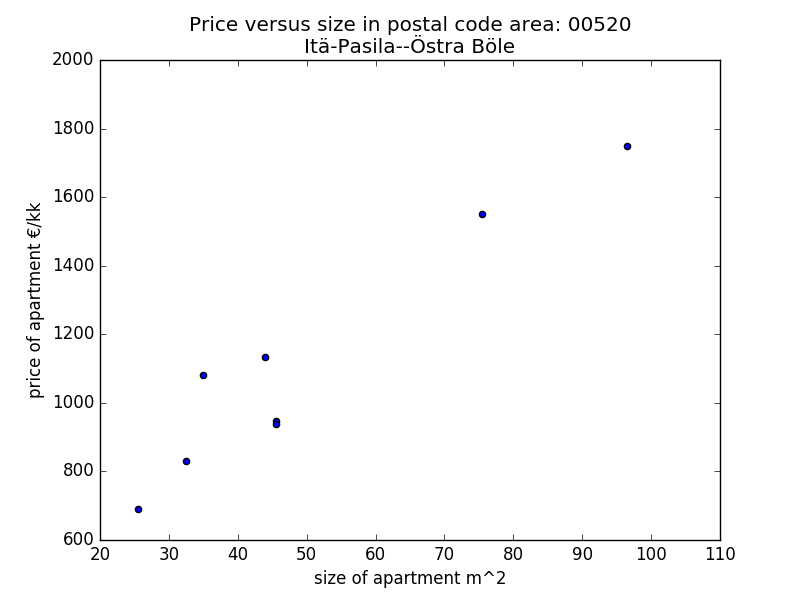 Price versus size in postal code area: 00520
Itä-Pasila--Östra Böle
2000
1800
1600
1400
1200
1000
800
600
price of apartment €/kk
20 30 40 50 60 70 80 90 100 110
size of apartment m^2